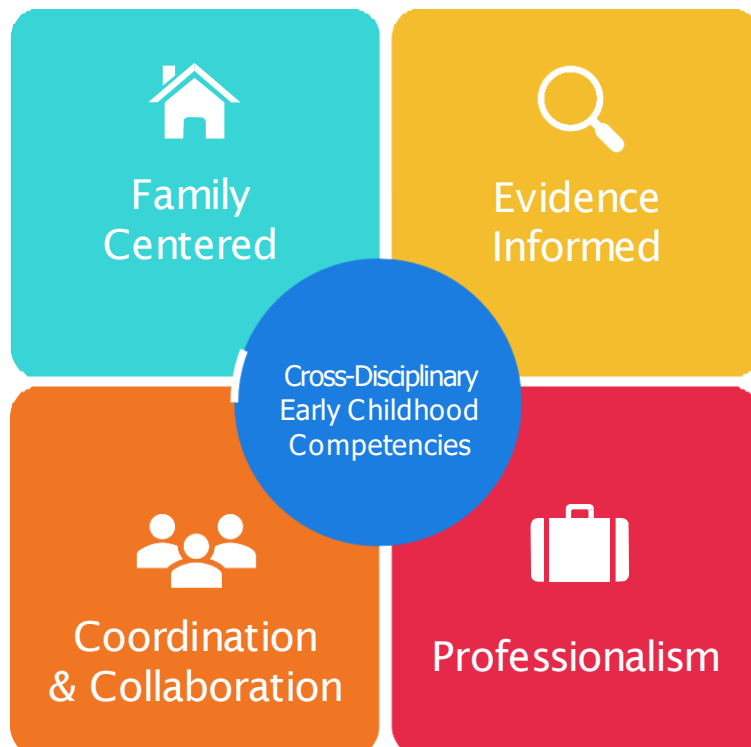 Family
Centered
Evidence
Informed
Cross-Disciplinary
Early Childhood
Competencies
Coordination
& Collaboration
Professionalism